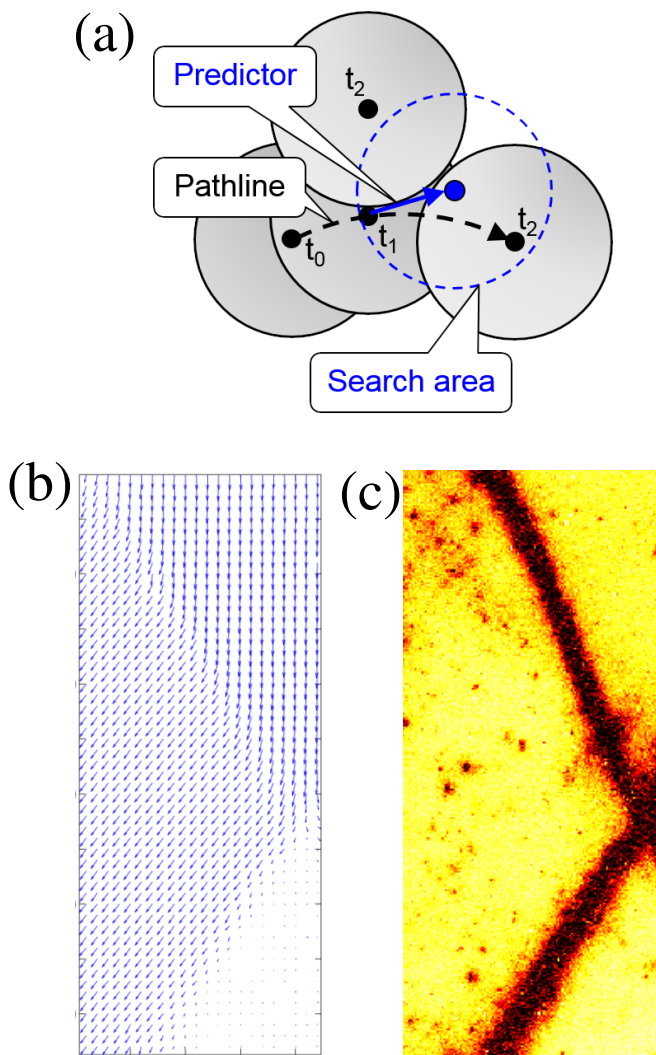 (a)
Predictor
t2
Pathline
t0
t1
t2
Search area
(b)
(c)